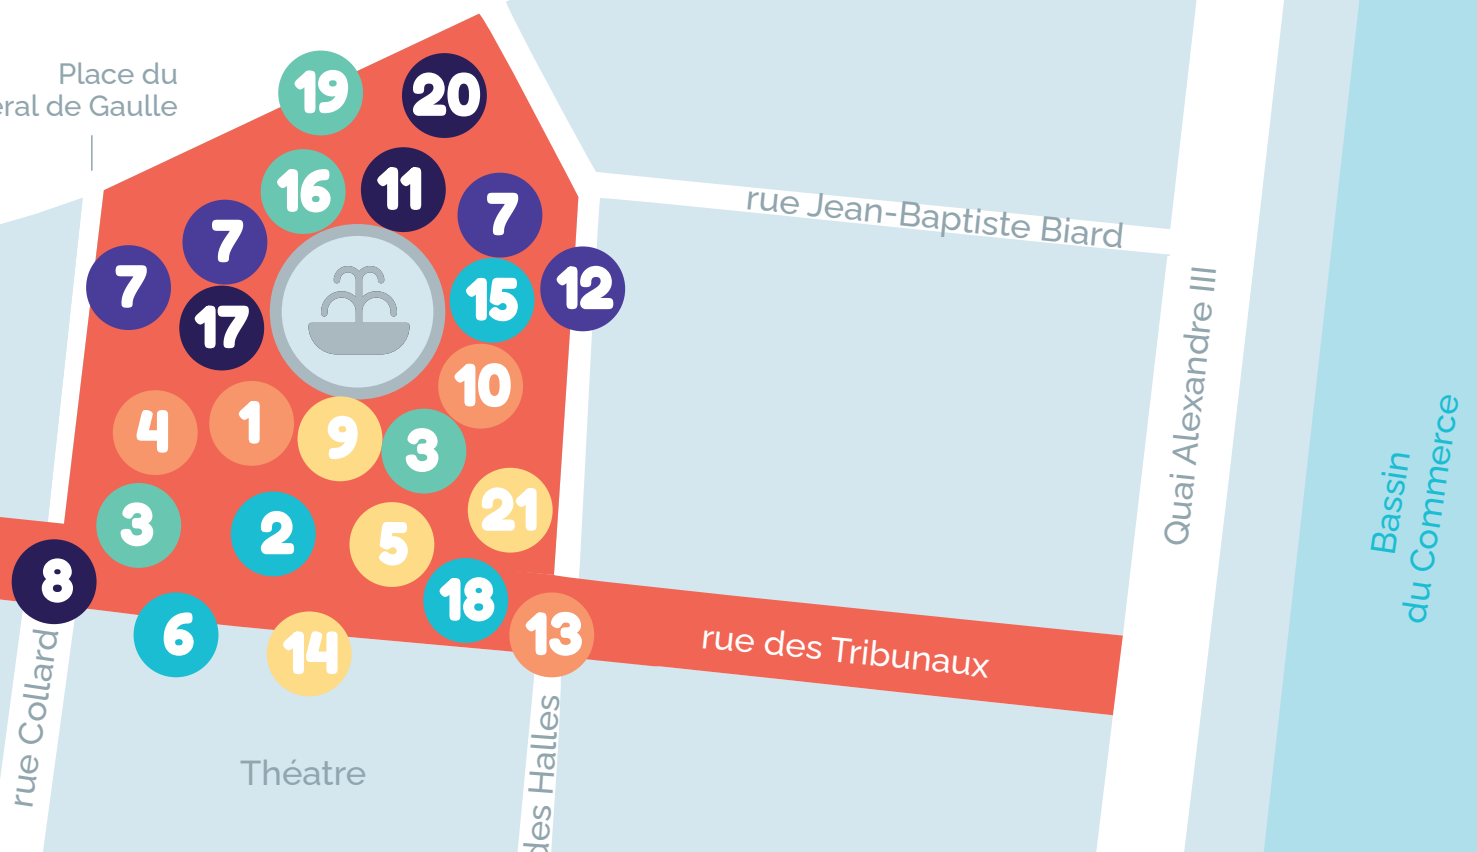 Place du
éral de Gaulle
19
20
16
11
7
7
7
12
15
17
10
4
1
9
3
21
3
2
5
8
18
6
14
13
rue Jean-Baptiste Biard
Quai Alexandre III
Bassin
du Commerce
rue des Tribunaux
rue Collard
Théatre
des Halles